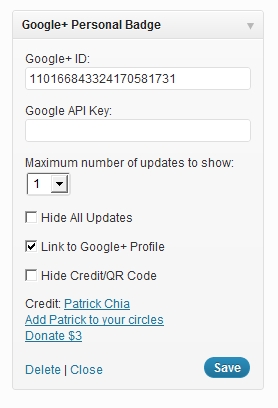 Google+ Personal Badge
Google+ ID:
110166843324170581731
Google API Key:
Maximum number of updates to show:
1
Hide All Updates
Link to Google+ Profile
Hide Credit/QR Code
Credit: Patrick Chia
Add Patrick to your circles
Donate $3
Delete | Close
Save